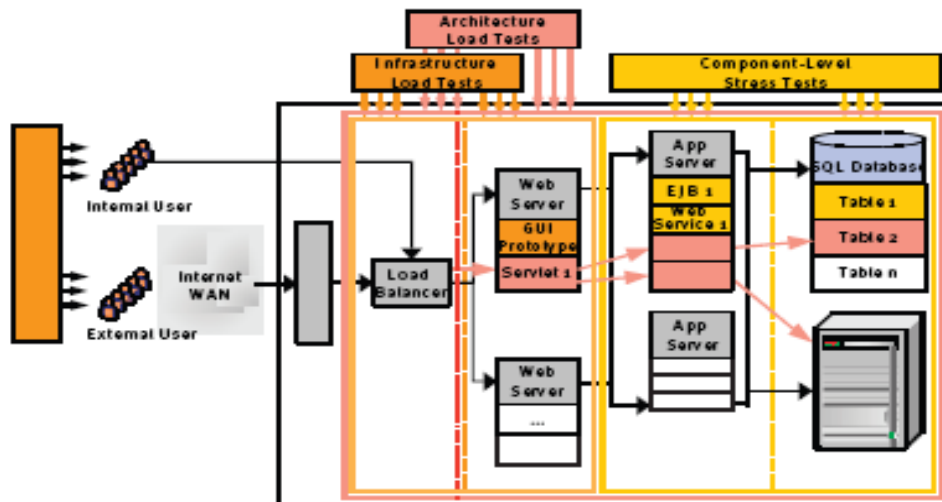 Architecture
Load Tests
Infrastructure
Load Tests
Component-Level
Stress Tests
Internal User
Internet
WAN
External User
Load
Balancer
Web
Server
GUI
Prototype
Servlet 1
Web
Server
...
App
Server
EJB 1
Web
Service 1
App
Server
SQL Database
Table 1
Table 2
Table n